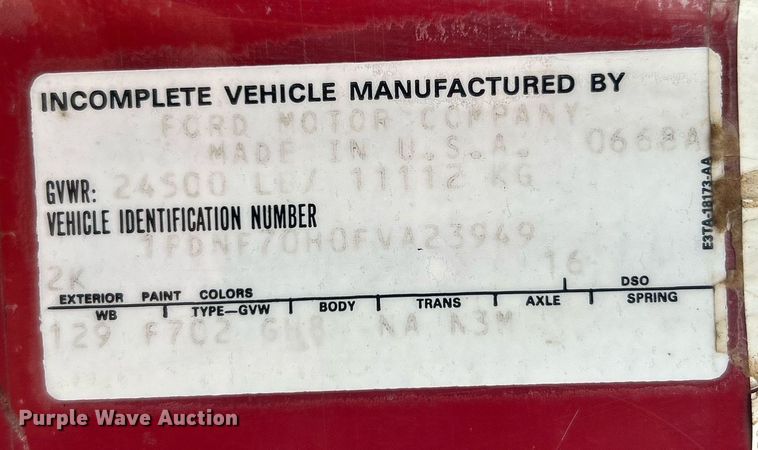 INCOMPLETE VEHICLE MANUFACTURED BY
FORD MOTOR COMPANY
MADE IN U.S.A. 0668A
GVWR: 24500 LB/ 11112 KG
VEHICLE IDENTIFICATION NUMBER
1FDNF70H0FVA23949
2K 16
EXTERIOR PAINT COLORS DSO
WB TYPE-GVW BODY TRANS AXLE SPRING
129 F702 NA N3M
E3TA-18173-AA
Purple Wave Auction